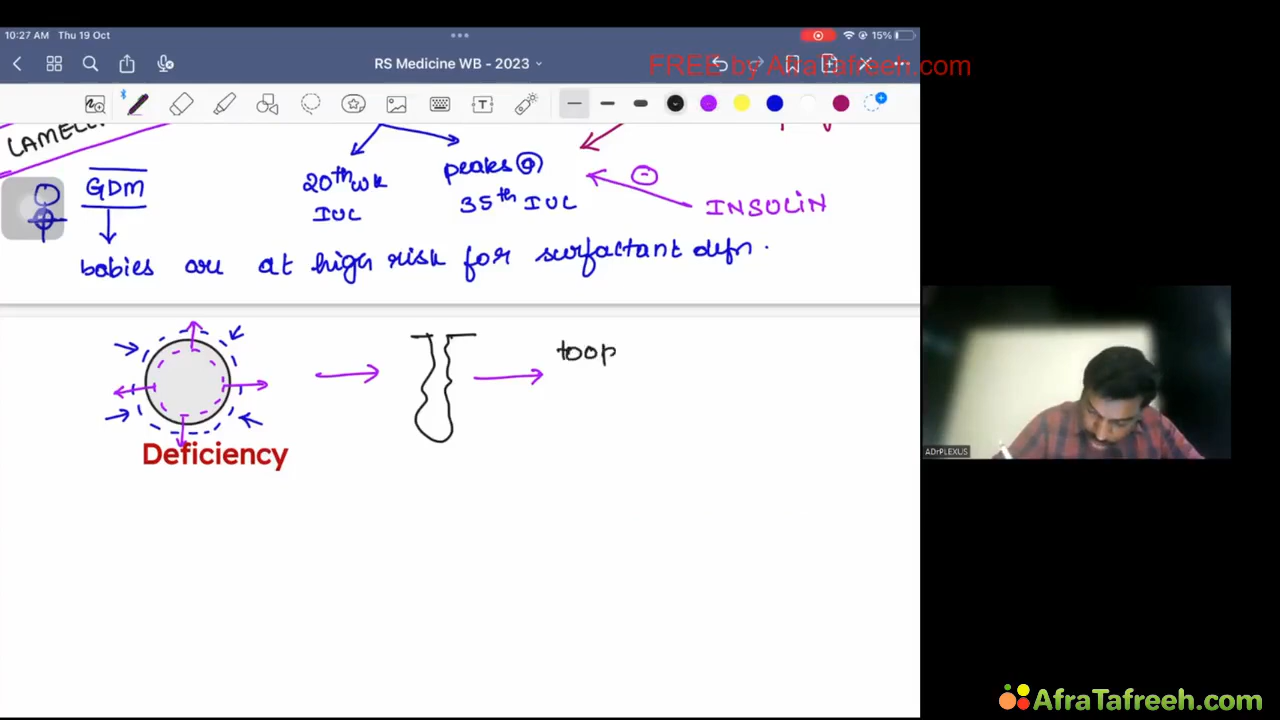 10:27 AM Thu 19 Oct
15%
RS Medicine WB - 2023
FREE by AfraTafreeh.com
GDM
20th WK
IUL
peaks @
35th IUL
INSULIN
babies are at high risk for surfactant defn.
toop
Deficiency
ADrPLEXUS
AfraTafreeh.com